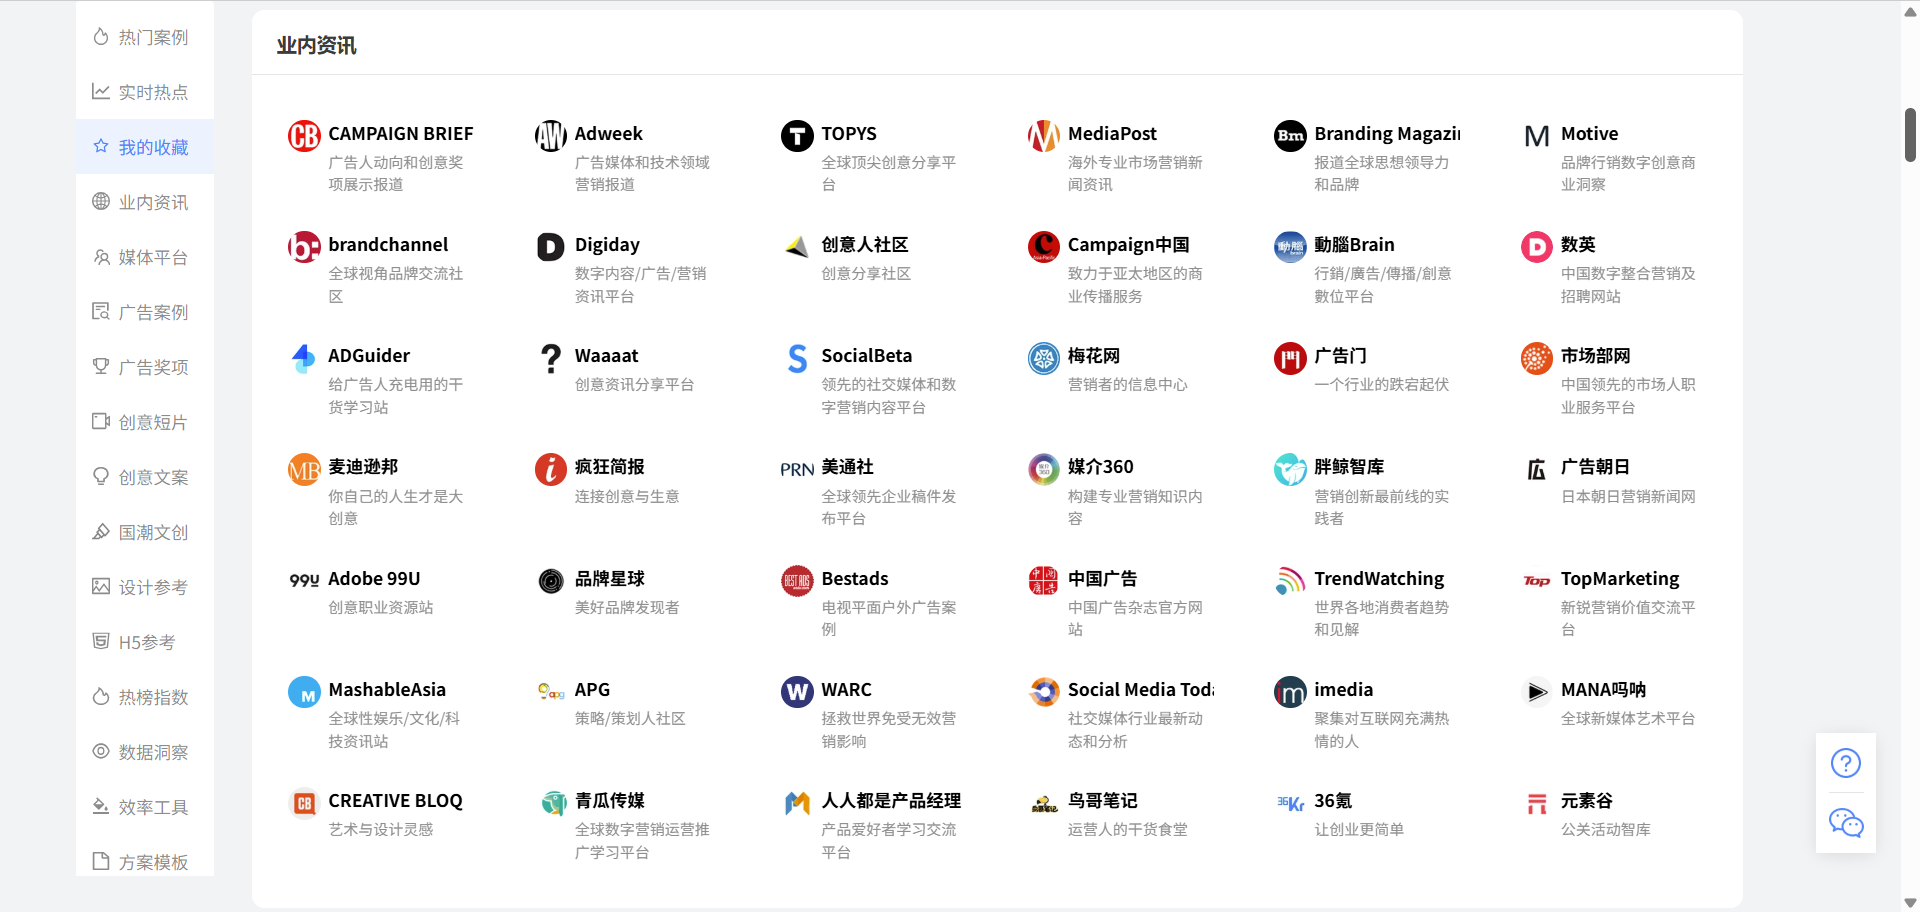 热门案例
实时热点
我的收藏
业内资讯
媒体平台
广告案例
广告奖项
创意短片
创意文案
国潮文创
设计参考
H5参考
热榜指数
数据洞察
效率工具
方案模板
业内资讯
CAMPAIGN BRIEF
广告人动向和创意奖
项展示报道
Adweek
广告媒体和技术领域
营销报道
TOPYS
全球顶尖创意分享平
台
MediaPost
海外专业市场营销新
闻资讯
Branding Magazin
报道全球思想领导力
和品牌
Motive
品牌行销数字创意商
业洞察
brandchannel
全球视角品牌交流社
区
Digiday
数字内容/广告/营销
资讯平台
创意人社区
创意分享社区
Campaign中国
致力于亚太地区的商
业传播服务
動腦Brain
行銷/廣告/傳播/創意
數位平台
数英
中国数字整合营销及
招聘网站
ADGuider
给广告人充电用的干
货学习站
Waaaat
创意资讯分享平台
SocialBeta
领先的社交媒体和数
字营销内容平台
梅花网
营销者的信息中心
广告门
一个行业的跌宕起伏
市场部网
中国领先的市场人职
业服务平台
麦迪逊邦
你自己的人生才是大
创意
疯狂简报
连接创意与生意
PRN 美通社
全球领先企业稿件发
布平台
媒介360
构建专业营销知识内
容
胖鲸智库
营销创新最前线的实
践者
广告朝日
日本朝日营销新闻网
99U Adobe 99U
创意职业资源站
品牌星球
美好品牌发现者
Bestads
电视平面户外广告案
例
中国广告
中国广告杂志官方网
站
TrendWatching
世界各地消费者趋势
和见解
TOP TopMarketing
新锐营销价值交流平
台
MashableAsia
全球性娱乐/文化/科
技资讯站
APG
策略/策划人社区
WARC
拯救世界免受无效营
销影响
Social Media Toda
社交媒体行业最新动
态和分析
imedia
聚集对互联网充满热
情的人
MANA吗呐
全球新媒体艺术平台
CREATIVE BLOQ
艺术与设计灵感
青瓜传媒
全球数字营销运营推
广学习平台
人人都是产品经理
产品爱好者学习交流
平台
鸟哥笔记
运营人的干货食堂
36Kr 36氪
让创业更简单
元素谷
公关活动智库